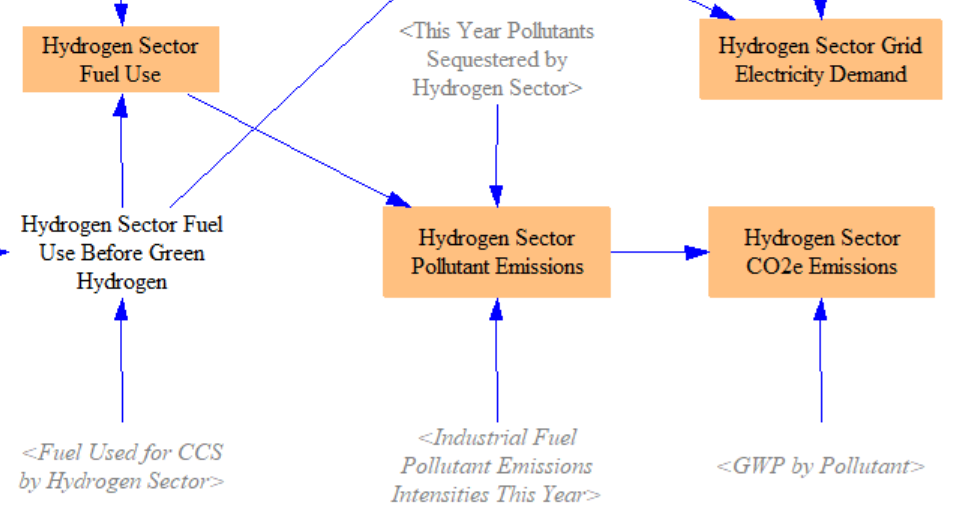 Hydrogen Sector
Fuel Use
<This Year Pollutants
Sequestered by
Hydrogen Sector>
Hydrogen Sector Grid
Electricity Demand
Hydrogen Sector Fuel
Use Before Green
Hydrogen
Hydrogen Sector
Pollutant Emissions
Hydrogen Sector
CO2e Emissions
<Fuel Used for CCS
by Hydrogen Sector>
<Industrial Fuel
Pollutant Emissions
Intensities This Year>
<GWP by Pollutant>